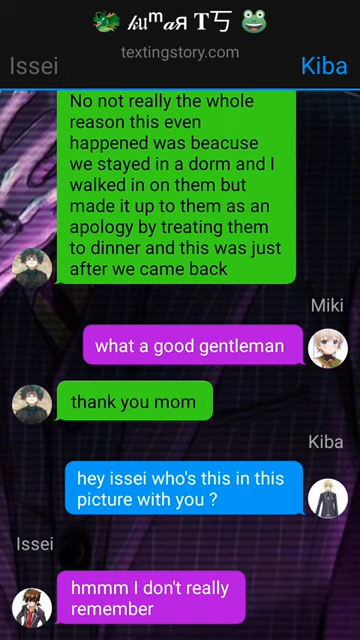 textingstory.com
Issei
Kiba
No not really the whole
reason this even
happened was beacuse
we stayed in a dorm and I
walked in on them but
made it up to them as an
apology by treating them
to dinner and this was just
after we came back
Miki
what a good gentleman
thank you mom
Kiba
hey issei who's this in this
picture with you ?
Issei
hmmm I don't really
remember